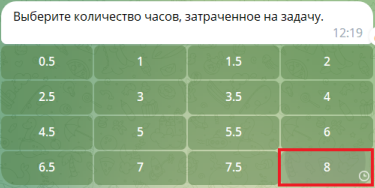 Выберите количество часов, затраченное на задачу.
12:19
0.5 1 1.5 2
2.5 3 3.5 4
4.5 5 5.5 6
6.5 7 7.5 8